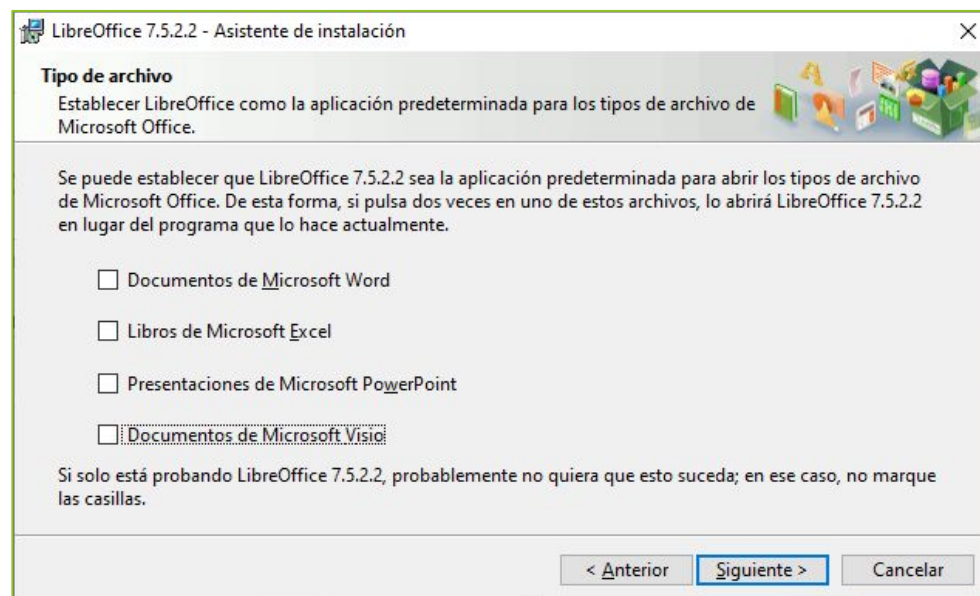 LibreOffice 7.5.2.2 - Asistente de instalación
Tipo de archivo
Establecer LibreOffice como la aplicación predeterminada para los tipos de archivo de
Microsoft Office.
Se puede establecer que LibreOffice 7.5.2.2 sea la aplicación predeterminada para abrir los tipos de archivo
de Microsoft Office. De esta forma, si pulsa dos veces en uno de estos archivos, lo abrirá LibreOffice 7.5.2.2
en lugar del programa que lo hace actualmente.
Documentos de Microsoft Word
Libros de Microsoft Excel
Presentaciones de Microsoft PowerPoint
Documentos de Microsoft Visio
Si solo está probando LibreOffice 7.5.2.2, probablemente no quiera que esto suceda; en ese caso, no marque
las casillas.
< Anterior
Siguiente >
Cancelar